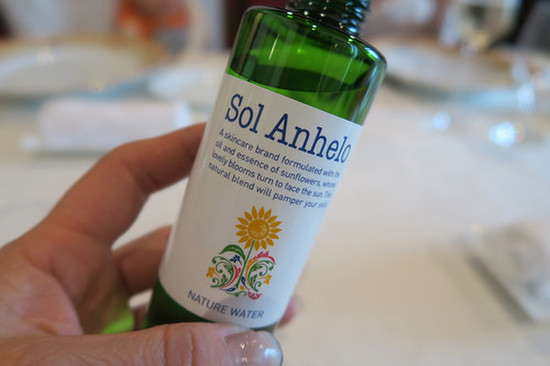 Sol Anhelo
A skincare brand formulated with the
oil and essence of sunflowers, whose
lovely blooms turn to face the sun.
natural blend will pamper your
NATURE WATER